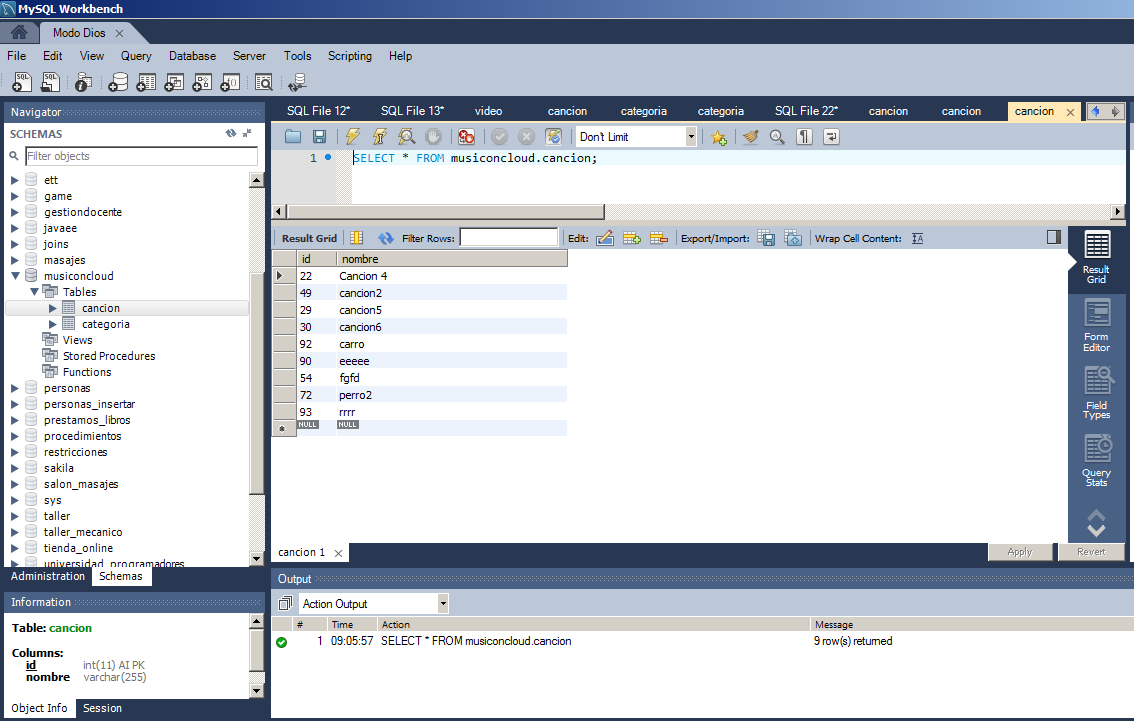 MySQL Workbench
Modo Dios
File Edit View Query Database Server Tools Scripting Help
Navigator
SCHEMAS
Filter objects
ett
game
gestiondocente
javaee
joins
masajes
musiconcloud
Tables
cancion
categoria
Views
Stored Procedures
Functions
personas
personas_insertar
prestamos_libros
procedimientos
restricciones
sakila
salon_masajes
sys
taller
taller_mecanico
tienda_online
universidad_programadores
Administration Schemas
Information
Table: cancion
Columns:
id int(11) AI PK
nombre varchar(255)
Object Info Session
SQL File 12* SQL File 13* video cancion categoria categoria SQL File 22* cancion cancion cancion
Don't Limit
1 SELECT * FROM musiconcloud.cancion;
Result Grid Filter Rows: Edit: Export/Import: Wrap Cell Content:
id nombre
22 Cancion 4
49 cancion2
29 cancion5
30 cancion6
92 carro
90 eeeee
54 fgfd
72 perro2
93 rrrr
NULL NULL
Result Grid
Form Editor
Field Types
Query Stats
cancion 1
Apply Revert
Output
Action Output
# Time Action Message
1 09:05:57 SELECT * FROM musiconcloud.cancion 9 row(s) returned